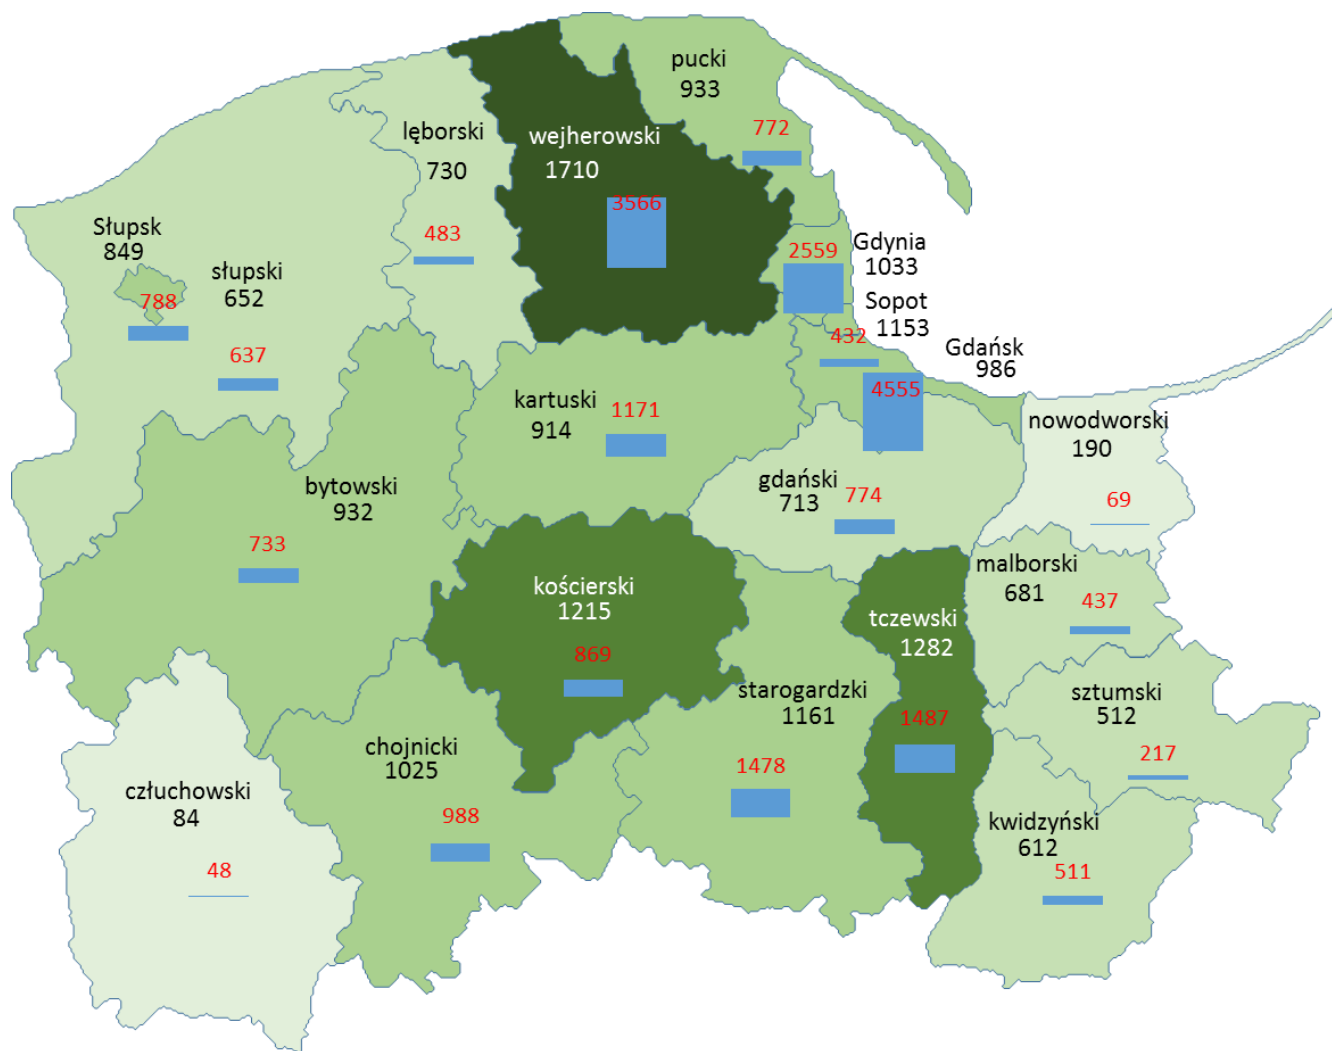 pucki
933
772
lęborski
730
483
wejherowski
1710
3566
Słupsk
849
788
słupski
652
637
Gdynia
1033
2559
Sopot
1153
432
Gdańsk
986
4555
kartuski
914
1171
nowodworski
190
69
bytowski
932
733
gdański
713
774
kościerski
1215
869
malborski
681
437
tczewski
1282
1487
starogardzki
1161
1478
sztumski
512
217
chojnicki
1025
988
człuchowski
84
48
kwidzyński
612
511